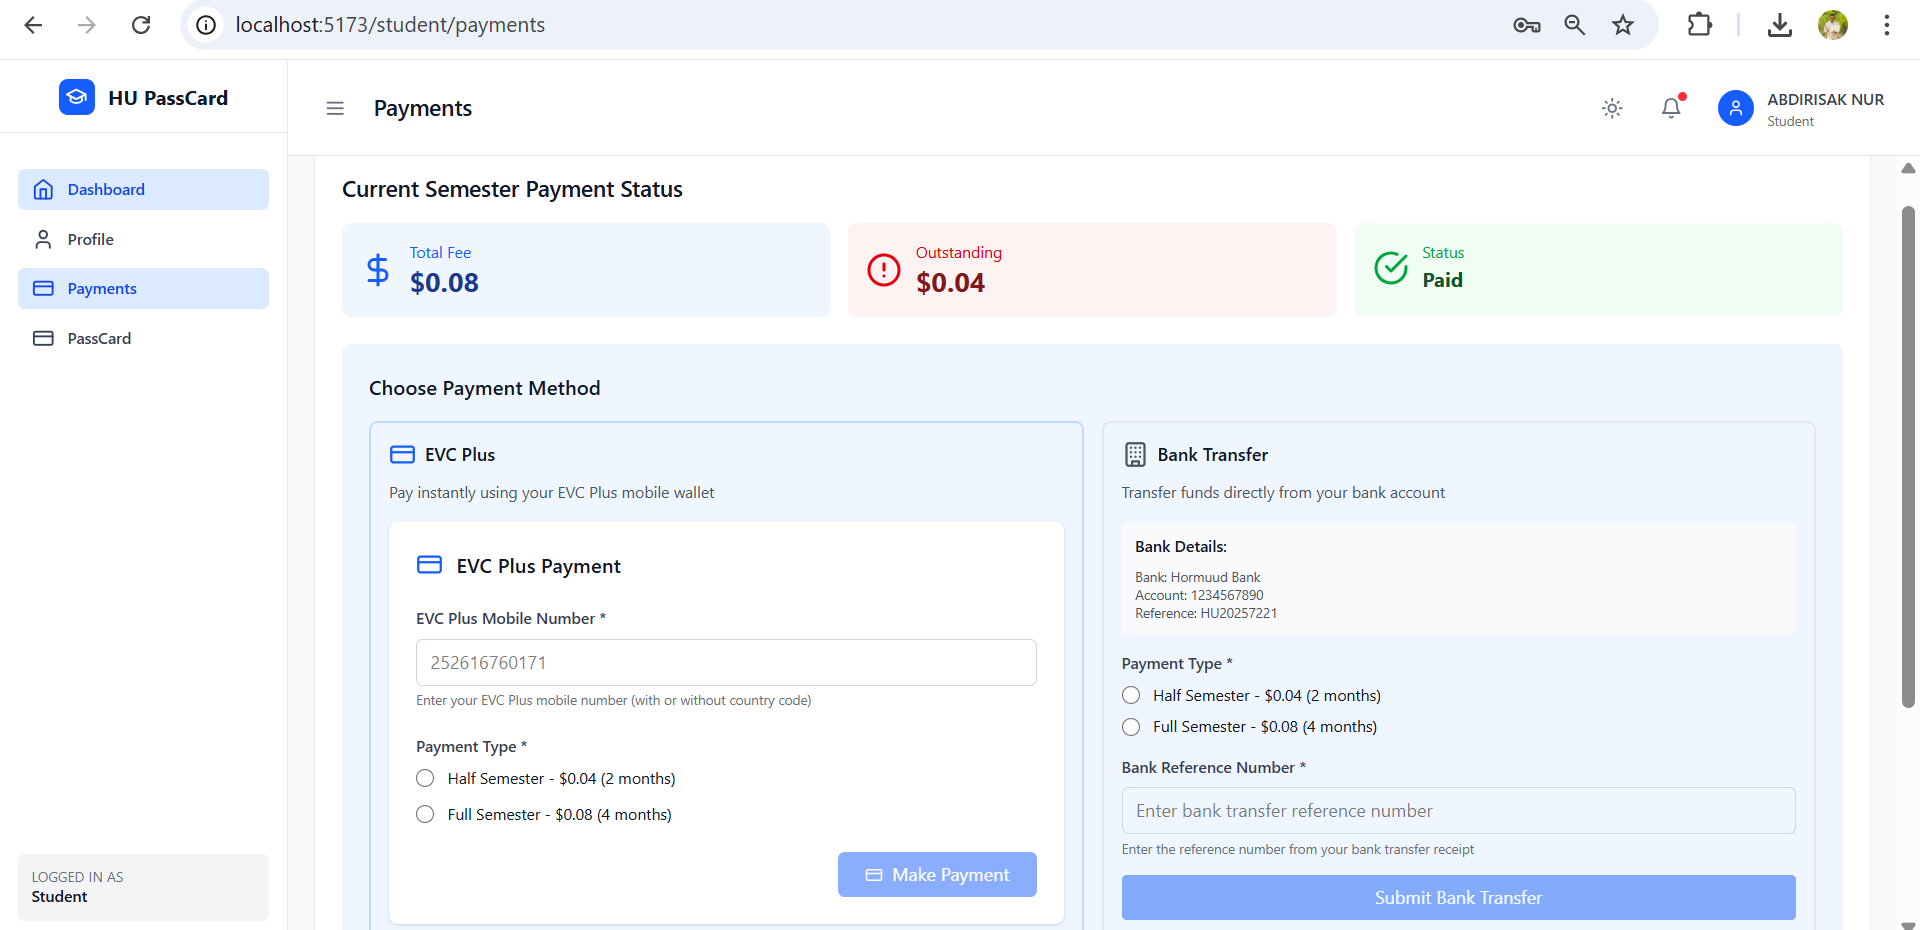 localhost:5173/student/payments
HU PassCard
Payments
ABDIRISAK NUR
Student
Dashboard
Profile
Payments
PassCard
Current Semester Payment Status
Total Fee
$0.08
Outstanding
$0.04
Status
Paid
Choose Payment Method
EVC Plus
Pay instantly using your EVC Plus mobile wallet
EVC Plus Payment
EVC Plus Mobile Number *
252616760171
Enter your EVC Plus mobile number (with or without country code)
Payment Type *
Half Semester - $0.04 (2 months)
Full Semester - $0.08 (4 months)
Make Payment
Bank Transfer
Transfer funds directly from your bank account
Bank Details:
Bank: Hormuud Bank
Account: 1234567890
Reference: HU20257221
Payment Type *
Half Semester - $0.04 (2 months)
Full Semester - $0.08 (4 months)
Bank Reference Number *
Enter bank transfer reference number
Enter the reference number from your bank transfer receipt
Submit Bank Transfer
LOGGED IN AS
Student